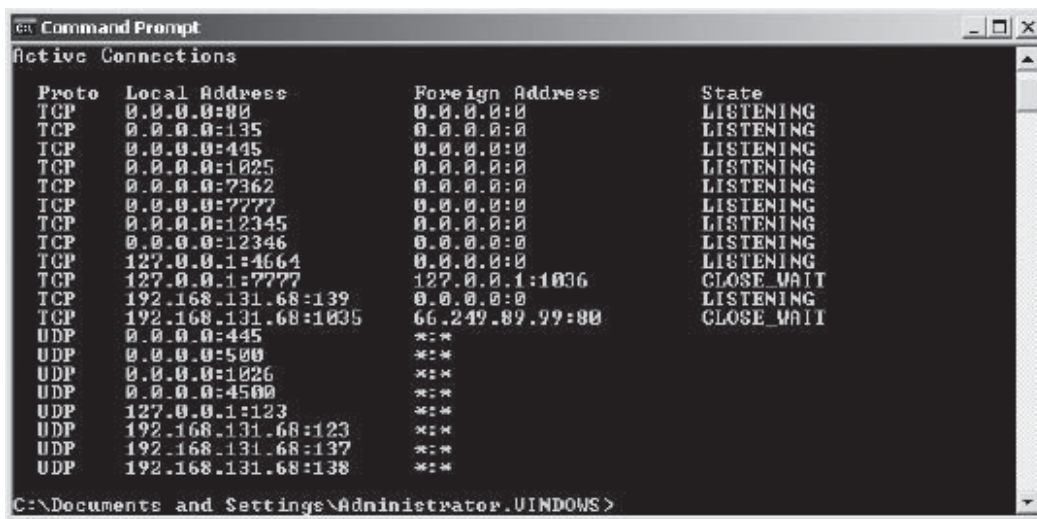 Command Prompt
Active Connections
Proto Local Address Foreign Address State
TCP 0.0.0.0:80 0.0.0.0:0 LISTENING
TCP 0.0.0.0:135 0.0.0.0:0 LISTENING
TCP 0.0.0.0:445 0.0.0.0:0 LISTENING
TCP 0.0.0.0:1025 0.0.0.0:0 LISTENING
TCP 0.0.0.0:7362 0.0.0.0:0 LISTENING
TCP 0.0.0.0:7777 0.0.0.0:0 LISTENING
TCP 0.0.0.0:12345 0.0.0.0:0 LISTENING
TCP 0.0.0.0:12346 0.0.0.0:0 LISTENING
TCP 127.0.0.1:4664 0.0.0.0:0 LISTENING
TCP 127.0.0.1:7777 127.0.0.1:1036 CLOSE_WAIT
TCP 192.168.131.68:139 0.0.0.0:0 LISTENING
TCP 192.168.131.68:1035 66.249.89.99:80 CLOSE_WAIT
UDP 0.0.0.0:445 *:*
UDP 0.0.0.0:500 *:*
UDP 0.0.0.0:1026 *:*
UDP 0.0.0.0:4500 *:*
UDP 127.0.0.1:123 *:*
UDP 192.168.131.68:123 *:*
UDP 192.168.131.68:137 *:*
UDP 192.168.131.68:138 *:*
C:\Documents and Settings\Administrator.WINDOWS>